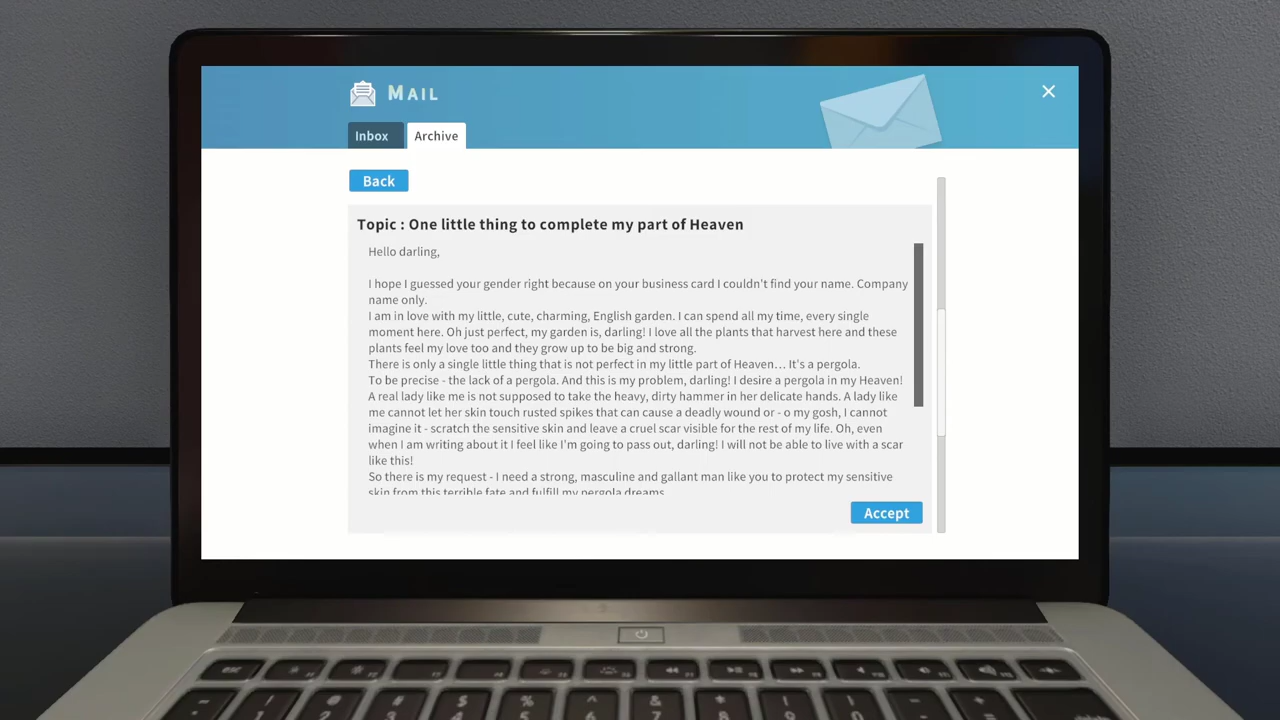 MAIL
Inbox
Archive
Back
Topic : One little thing to complete my part of Heaven
Hello darling,
I hope I guessed your gender right because on your business card I couldn't find your name. Company
name only.
I am in love with my little, cute, charming, English garden. I can spend all my time, every single
moment here. Oh just perfect, my garden is, darling! I love all the plants that harvest here and these
plants feel my love too and they grow up to be big and strong.
There is only a single little thing that is not perfect in my little part of Heaven... It's a pergola.
To be precise - the lack of a pergola. And this is my problem, darling! I desire a pergola in my Heaven!
A real lady like me is not supposed to take the heavy, dirty hammer in her delicate hands. A lady like
me cannot let her skin touch rusted spikes that can cause a deadly wound or - o my gosh, I cannot
imagine it - scratch the sensitive skin and leave a cruel scar visible for the rest of my life. Oh, even
when I am writing about it I feel like I'm going to pass out, darling! I will not be able to live with a scar
like this!
So there is my request - I need a strong, masculine and gallant man like you to protect my sensitive
skin from this terrible fate and fulfill my pergola dreams.
Accept
esc